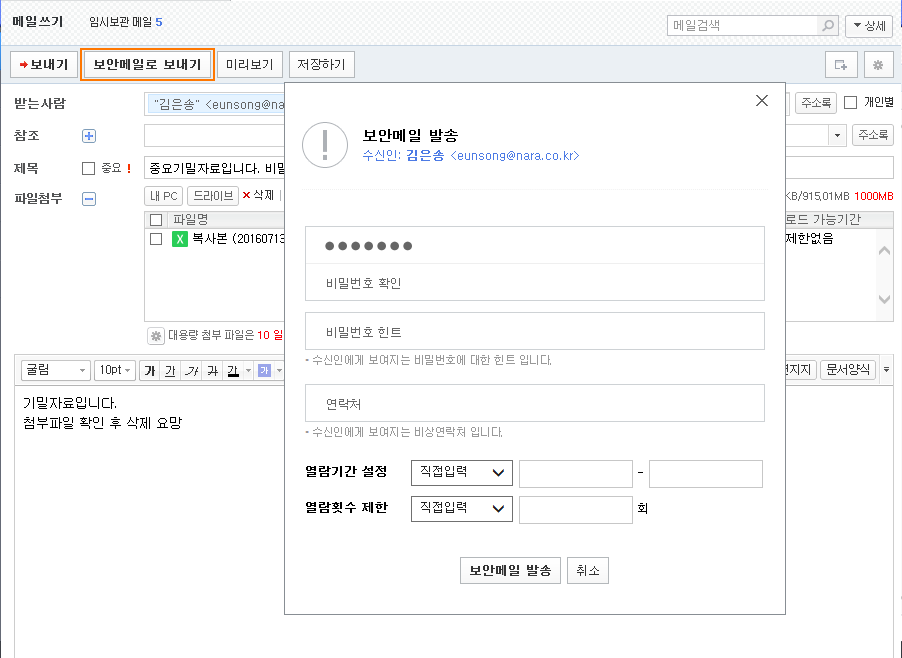 메일쓰기 임시보관 메일 5
메일검색 상세
보내기 보안메일로 보내기 미리보기 저장하기
받는사람 "김은송" <eunsong@na 주소록 개인별
참조 주소록
제목 중요 ! 중요기밀자료입니다. 비밀
파일첨부 내 PC 드라이브 삭제 KB/915,01MB 1000MB
파일명 로드 가능기간
X 복사본 (20160713 제한없음
대용량 첨부 파일은 10 일
굴림 10pt 가 가 가 가 가 가 편지지 문서양식
기밀자료입니다.
첨부파일 확인 후 삭제 요망
보안메일 발송
수신인: 김은송 <eunsong@nara.co.kr>
●●●●●●●
비밀번호 확인
비밀번호 힌트
- 수신인에게 보여지는 비밀번호에 대한 힌트 입니다.
연락처
- 수신인에게 보여지는 비상연락처 입니다.
열람기간 설정 직접입력 -
열람횟수 제한 직접입력 회
보안메일 발송 취소